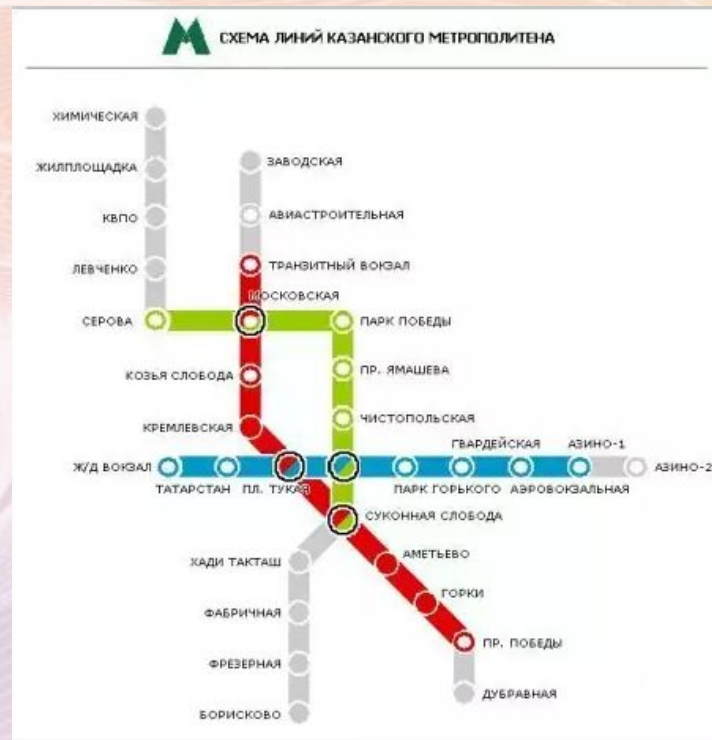 СХЕМА ЛИНИЙ КАЗАНСКОГО МЕТРОПОЛИТЕНА
ХИМИЧЕСКАЯ
ЖИЛПЛОЩАДКА
ЗАВОДСКАЯ
КВПО
АВИАСТРОИТЕЛЬНАЯ
ЛЕВЧЕНКО
ТРАНЗИТНЫЙ ВОКЗАЛ
МОСКОВСКАЯ
СЕРОВА
ПАРК ПОБЕДЫ
КОЗЬЯ СЛОБОДА
ПР. ЯМАШЕВА
КРЕМЛЕВСКАЯ
ЧИСТОПОЛЬСКАЯ
ГВАРДЕЙСКАЯ
АЗИНО-1
Ж/Д ВОКЗАЛ
АЗИНО-2
ТАТАРСТАН
ПЛ. ТУКАЯ
ПАРК ГОРЬКОГО
АЭРОВОКЗАЛЬНАЯ
СУКОННАЯ СЛОБОДА
ХАДИ ТАКТАШ
АМЕТЬЕВО
ГОРКИ
ФАБРИЧНАЯ
ПР. ПОБЕДЫ
ФРЕЗЕРНАЯ
ДУБРАВНАЯ
БОРИСКОВО